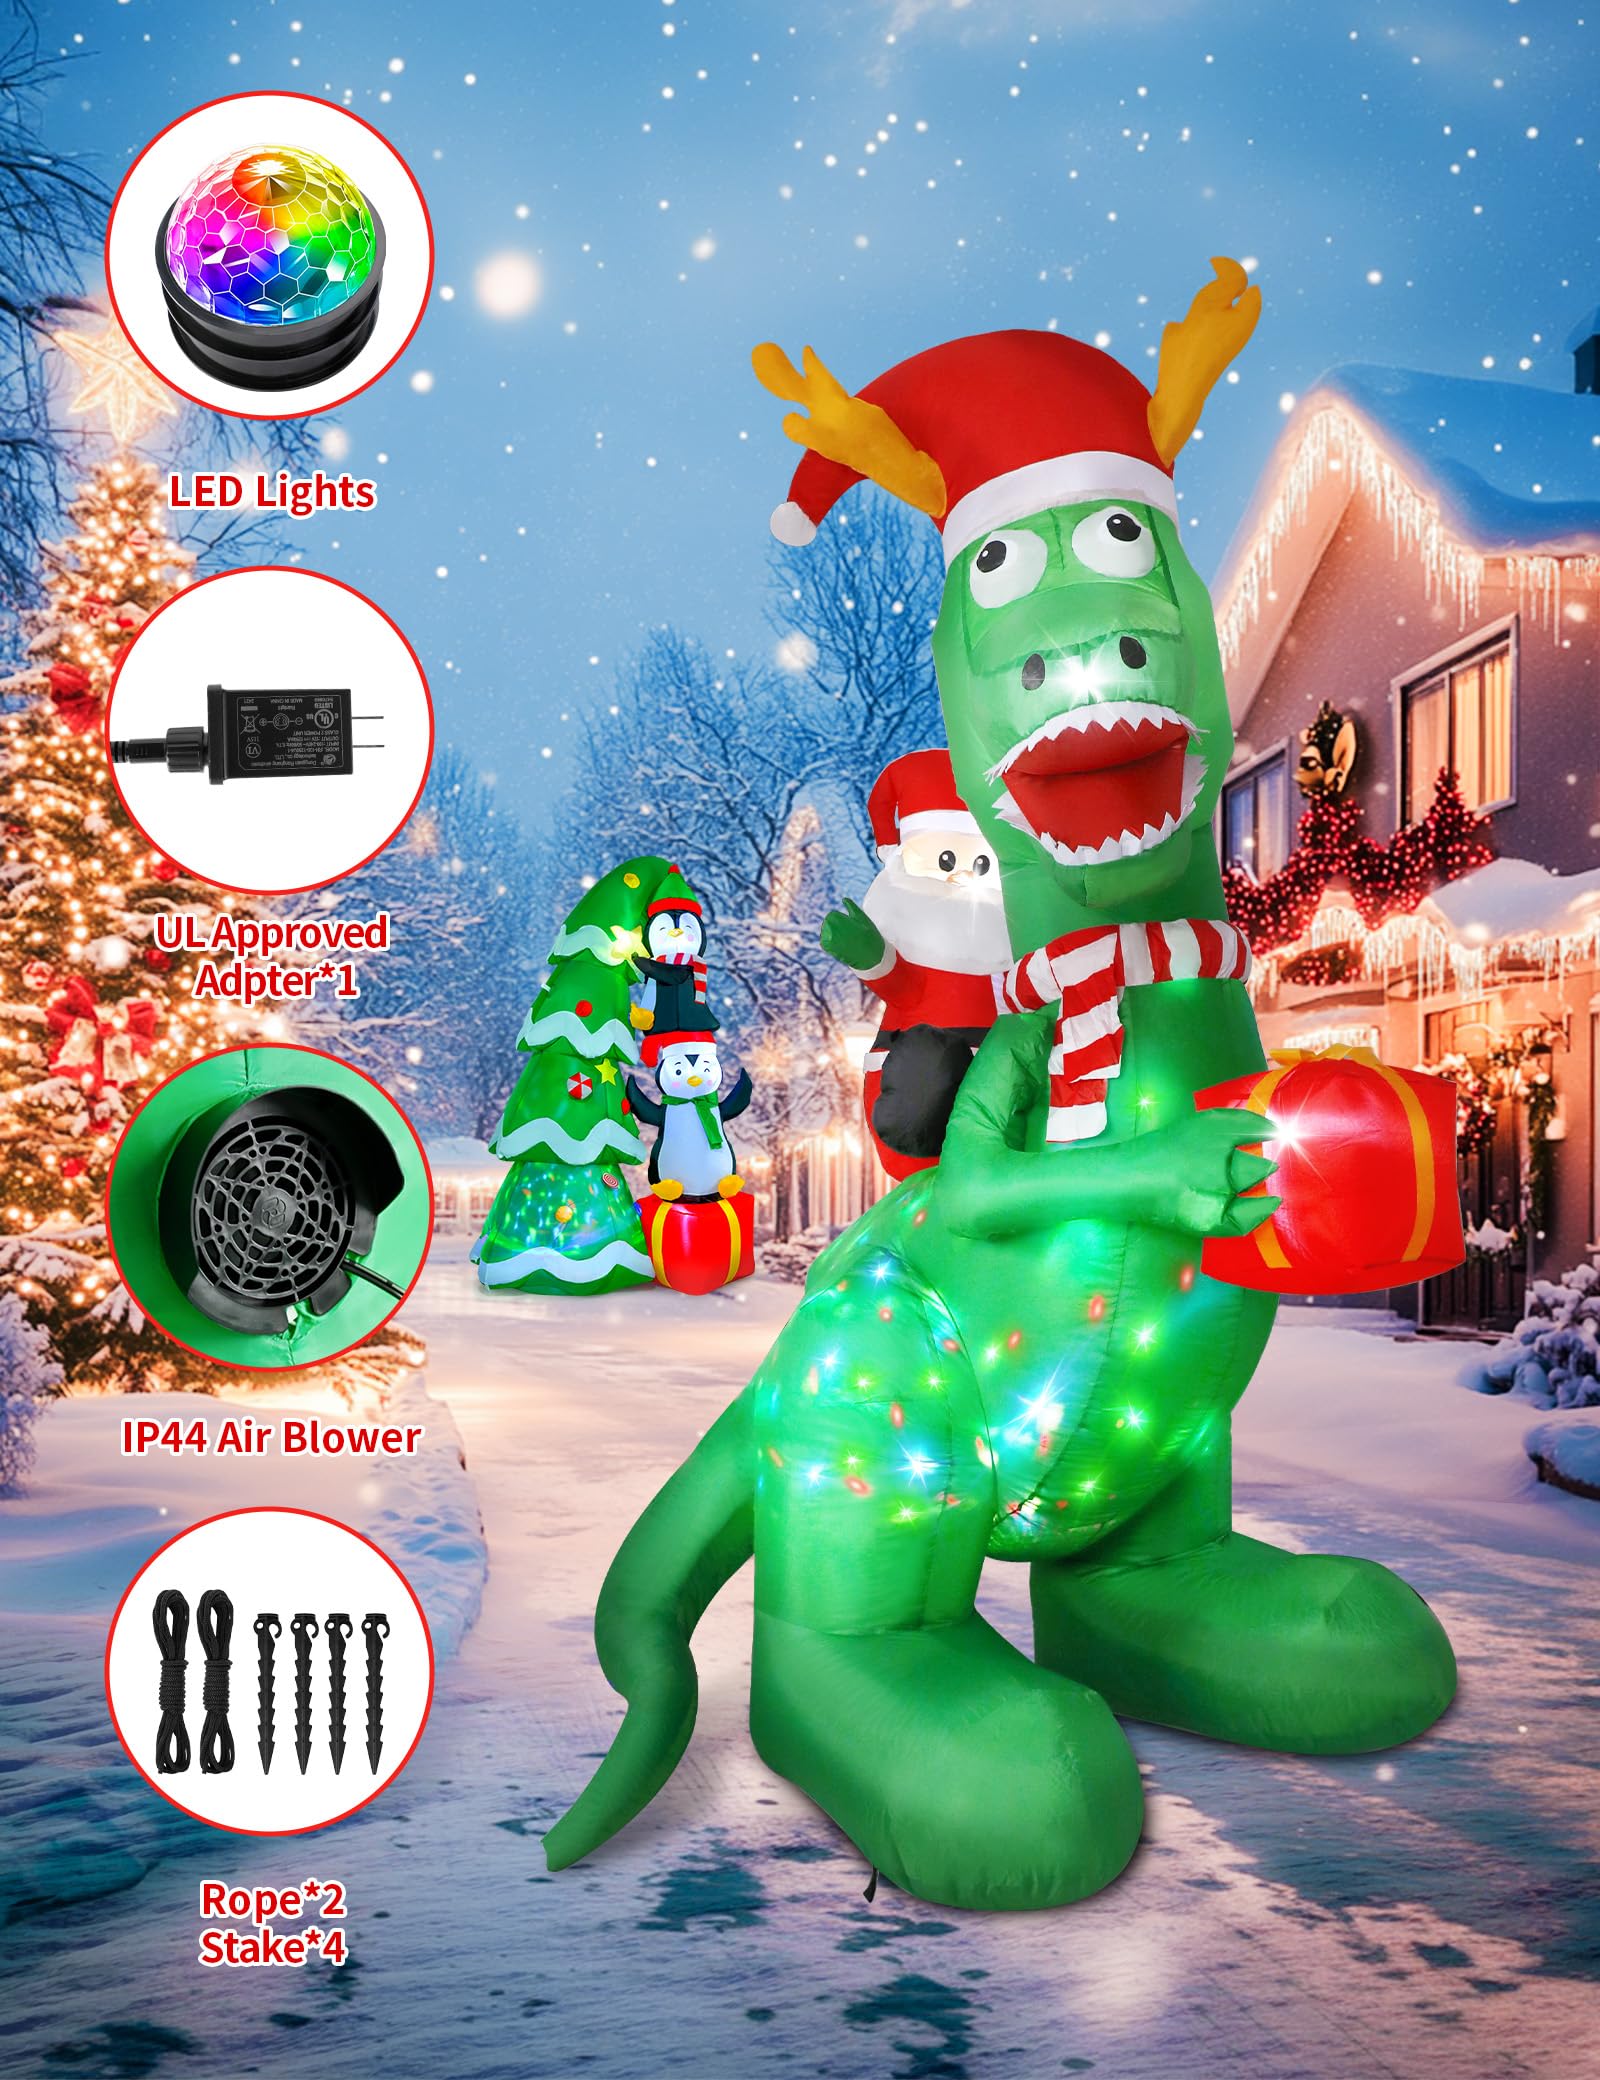 LED Lights
UL Approved
Adpter*1
IP44 Air Blower
Rope*2
Stake*4